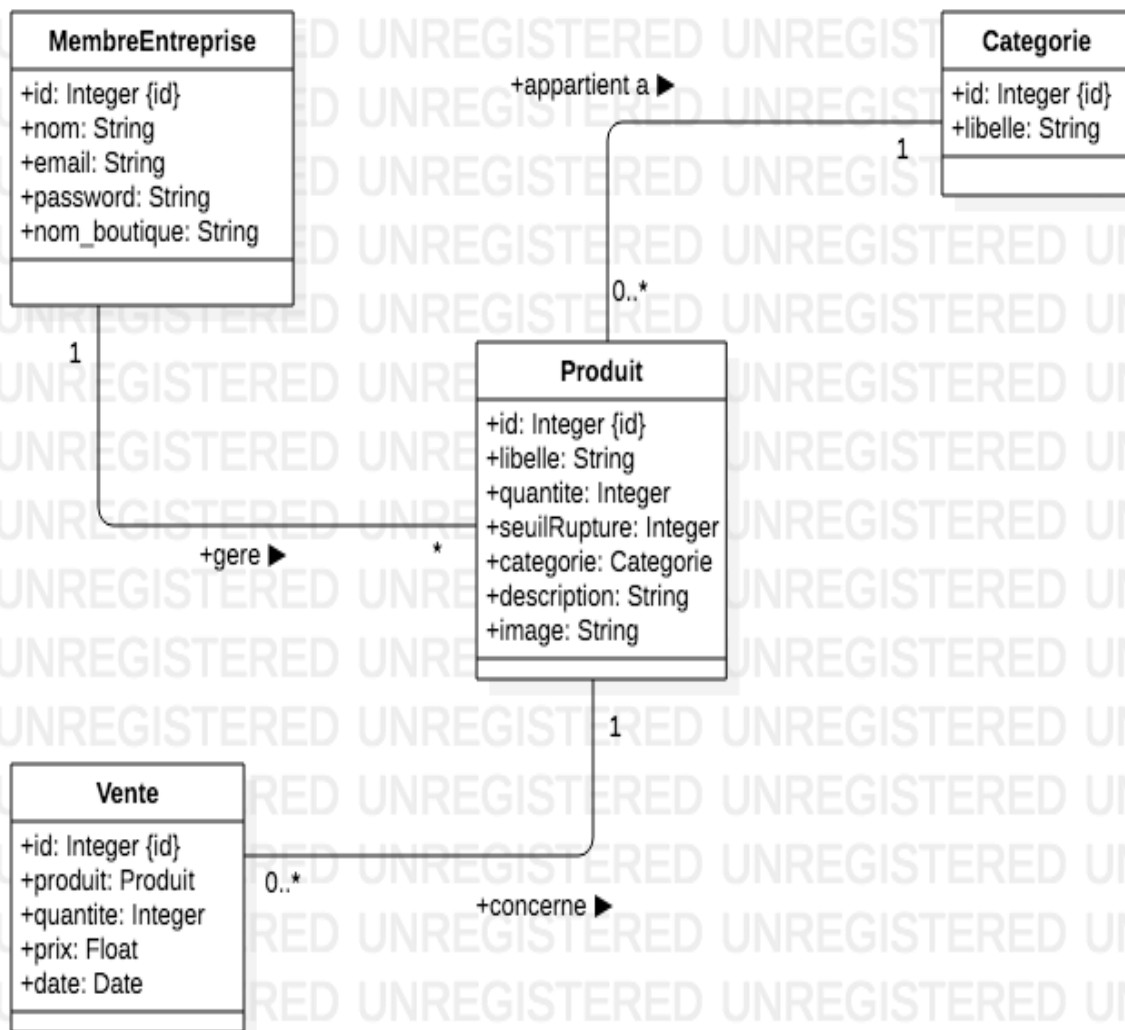 MembreEntreprise
+id: Integer {id}
+nom: String
+email: String
+password: String
+nom_boutique: String
Categorie
+id: Integer {id}
+libelle: String
+appartient a ▶
1
0..*
1
+gere ▶
*
Produit
+id: Integer {id}
+libelle: String
+quantite: Integer
+seuilRupture: Integer
+categorie: Categorie
+description: String
+image: String
1
0..*
+concerne ▶
Vente
+id: Integer {id}
+produit: Produit
+quantite: Integer
+prix: Float
+date: Date
UNREGISTERED